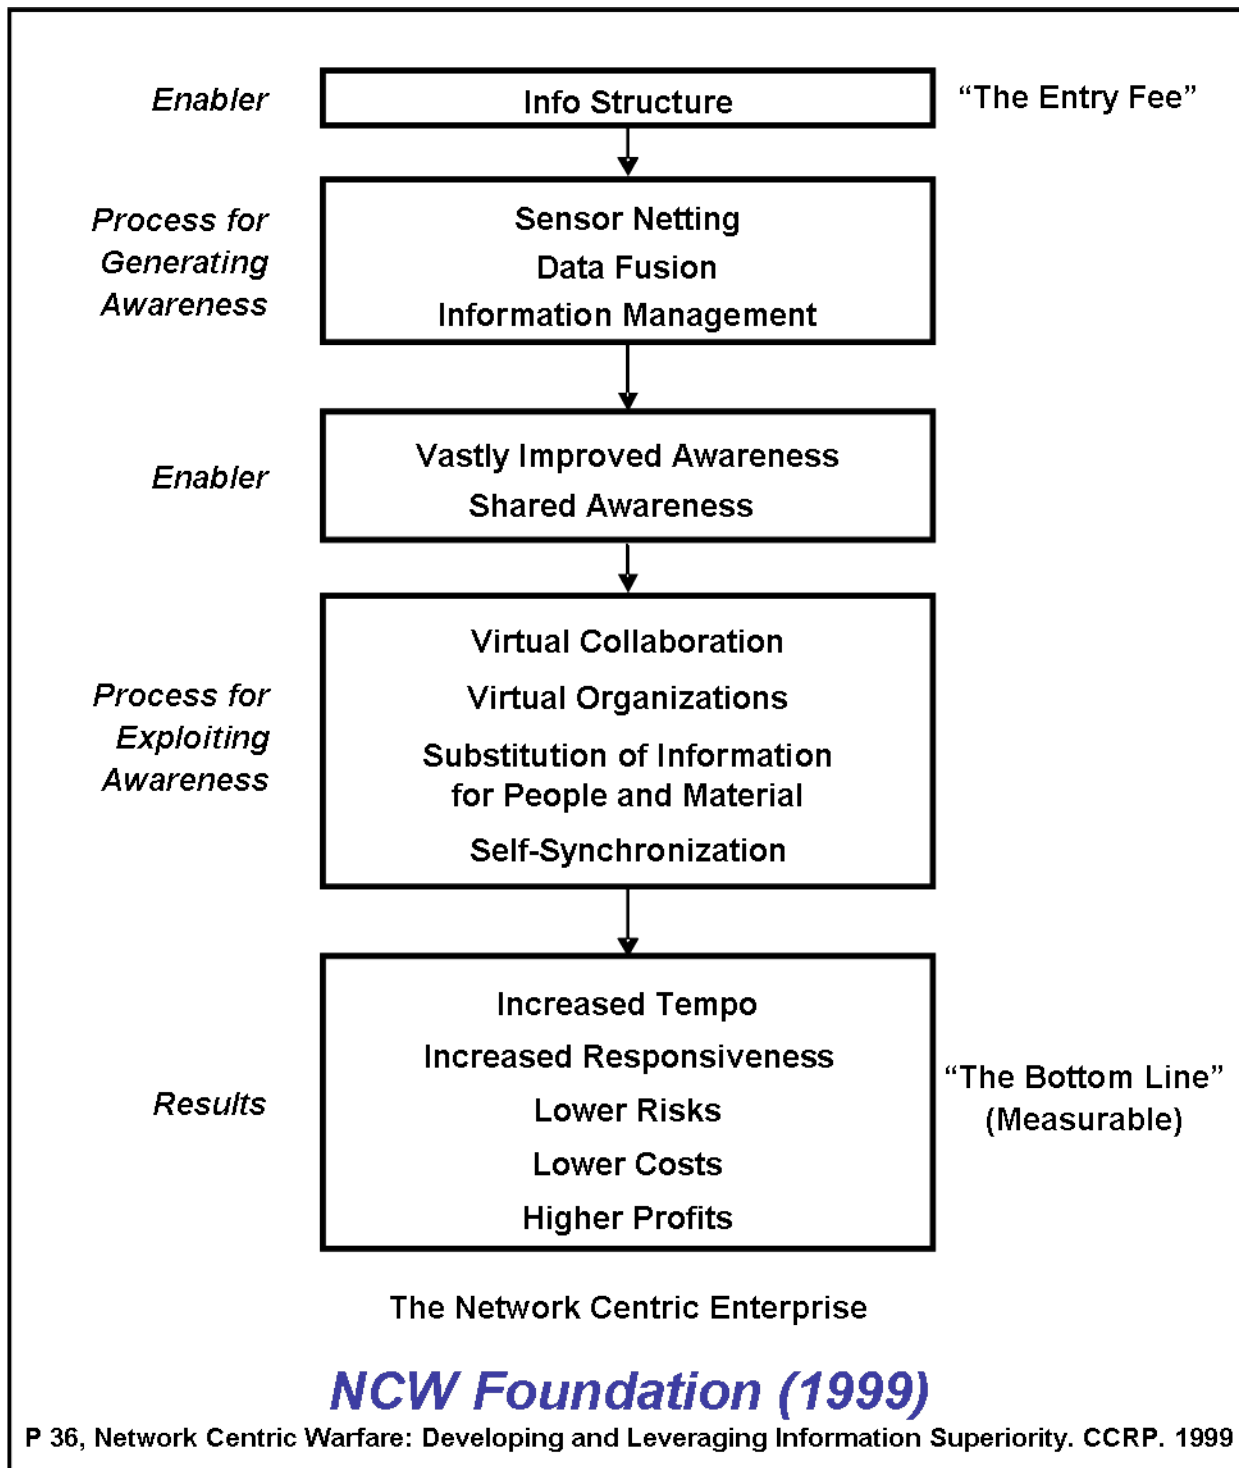 Enabler
Info Structure
“The Entry Fee”
Process for
Generating
Awareness
Sensor Netting
Data Fusion
Information Management
Enabler
Vastly Improved Awareness
Shared Awareness
Process for
Exploiting
Awareness
Virtual Collaboration
Virtual Organizations
Substitution of Information
for People and Material
Self-Synchronization
Results
Increased Tempo
Increased Responsiveness
Lower Risks
Lower Costs
Higher Profits
“The Bottom Line”
(Measurable)
The Network Centric Enterprise
NCW Foundation (1999)
P 36, Network Centric Warfare: Developing and Leveraging Information Superiority. CCRP. 1999